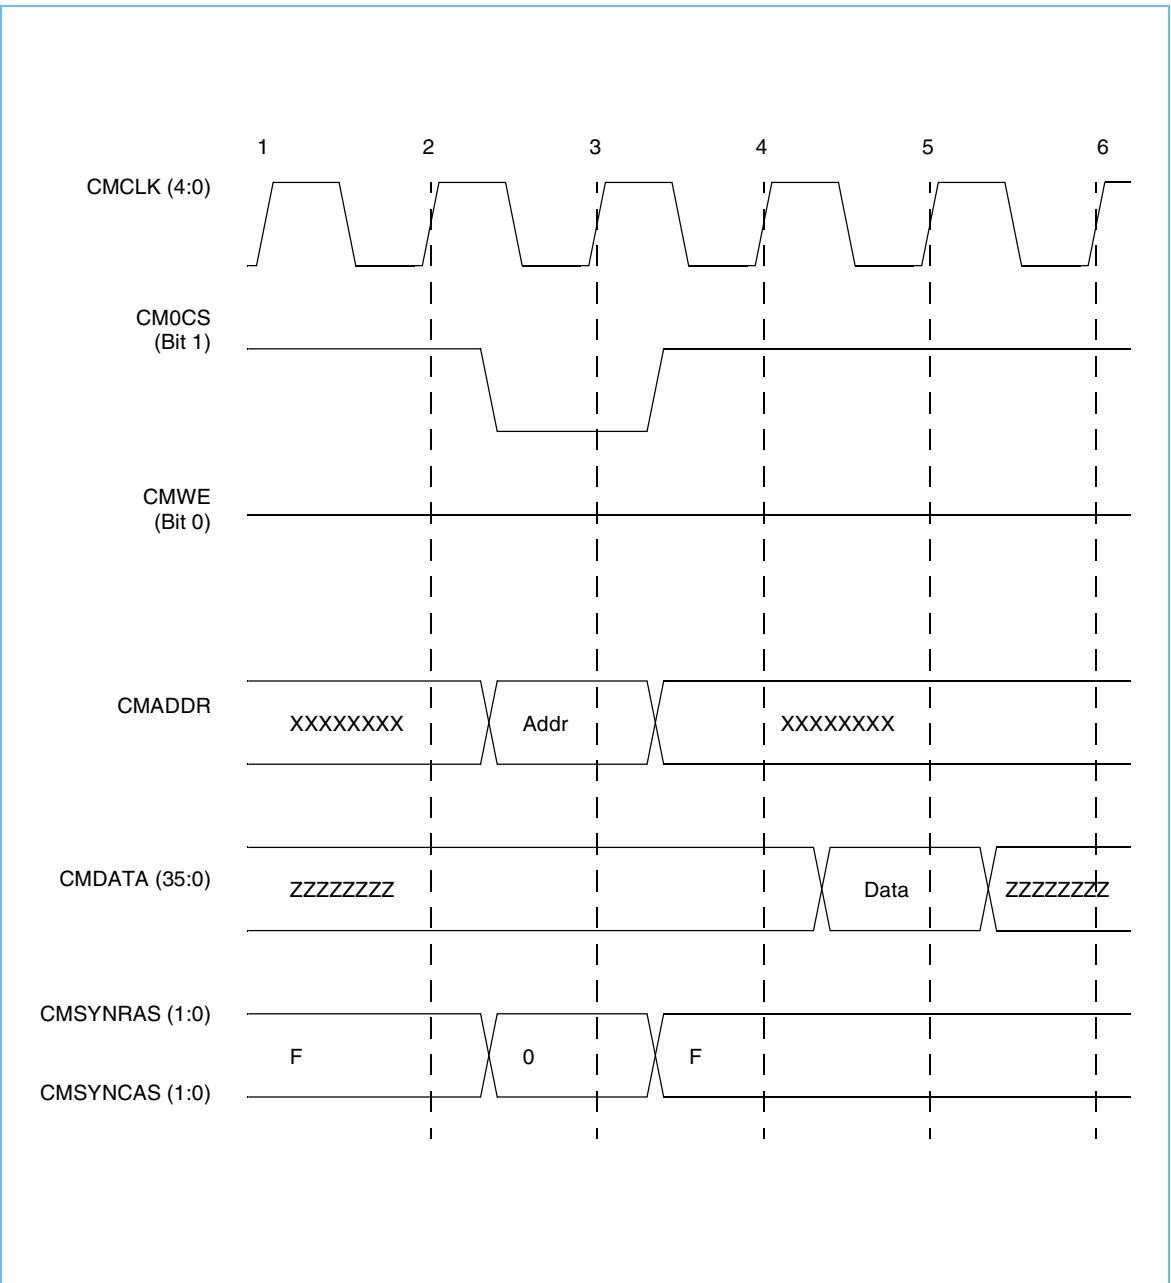 1 2 3 4 5 6
CMCLK (4:0)
CM0CS
(Bit 1)
CMWE
(Bit 0)
CMADDR
XXXXXXXX Addr XXXXXXXX
CMDATA (35:0)
ZZZZZZZZ Data ZZZZZZZZ
CMSYNRAS (1:0)
F 0 F
CMSYNCAS (1:0)